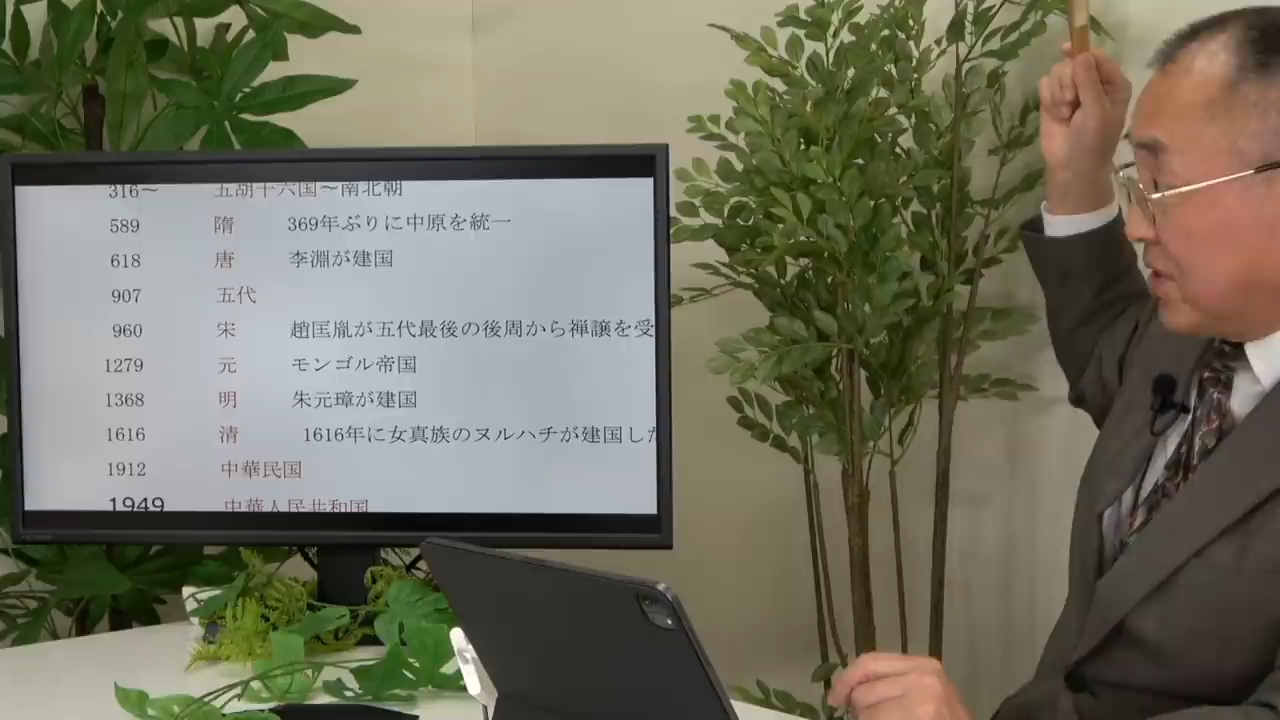 316～ 五胡十六国～南北朝
589 隋 369年ぶりに中原を統一
618 唐 李淵が建国
907 五代
960 宋 趙匡胤が五代最後の後周から禅譲を受
1279 元 モンゴル帝国
1368 明 朱元璋が建国
1616 清 1616年に女真族のヌルハチが建国した
1912 中華民国
1949 中華人民共和国